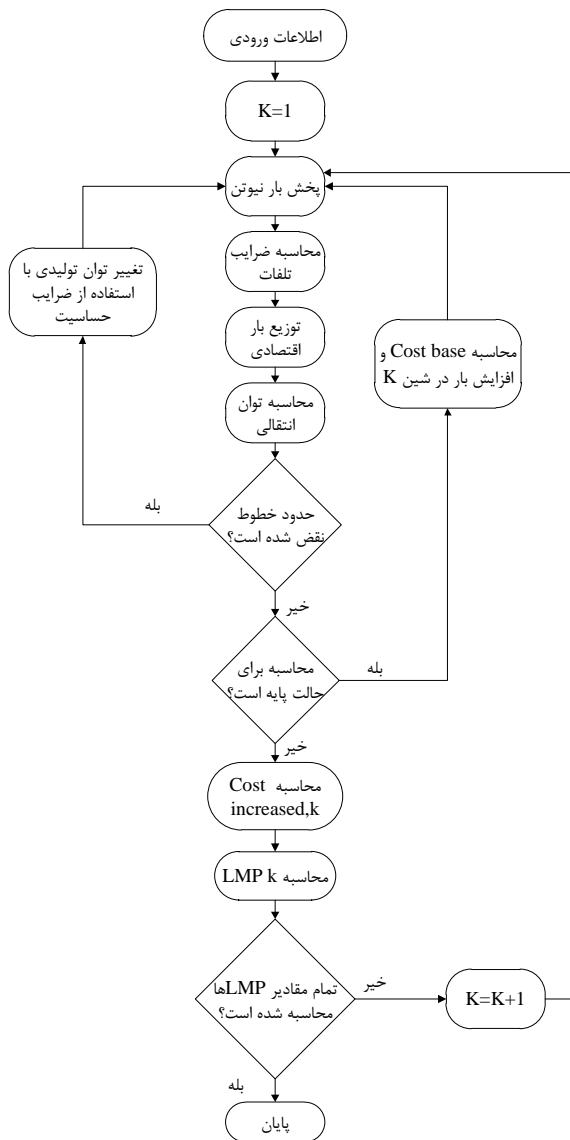 اطلاعات ورودی
K=1
پخش بار نیوتن
محاسبه ضرایب
تلفات
تغییر توان تولیدی با
استفاده از ضرایب
حساسیت
توزیع بار
اقتصادی
محاسبه Cost base و
افزایش بار در شین K
محاسبه توان
انتقالی
حدود خطوط
نقض شده است؟
بله
خیر
محاسبه برای
حالت پایه است؟
بله
خیر
محاسبه Cost
increased,k
محاسبه LMP k
تمام مقادیر LMPها
محاسبه شده است؟
خیر
K=K+1
بله
پایان